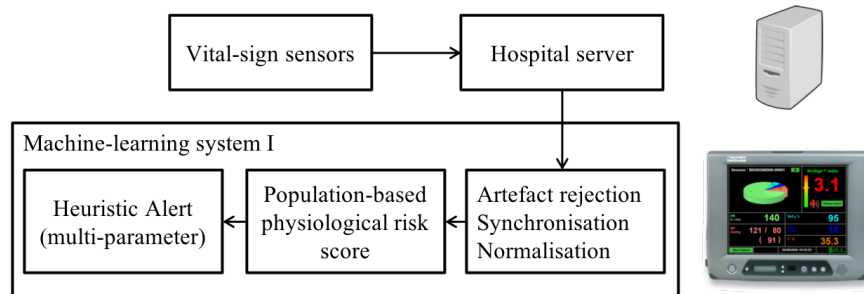 Vital-sign sensors
Hospital server
Machine-learning system I
Heuristic Alert
(multi-parameter)
Population-based
physiological risk
score
Artefact rejection
Synchronisation
Normalisation
3.1
140
95
121 / 80
18
( 91 )
35.3